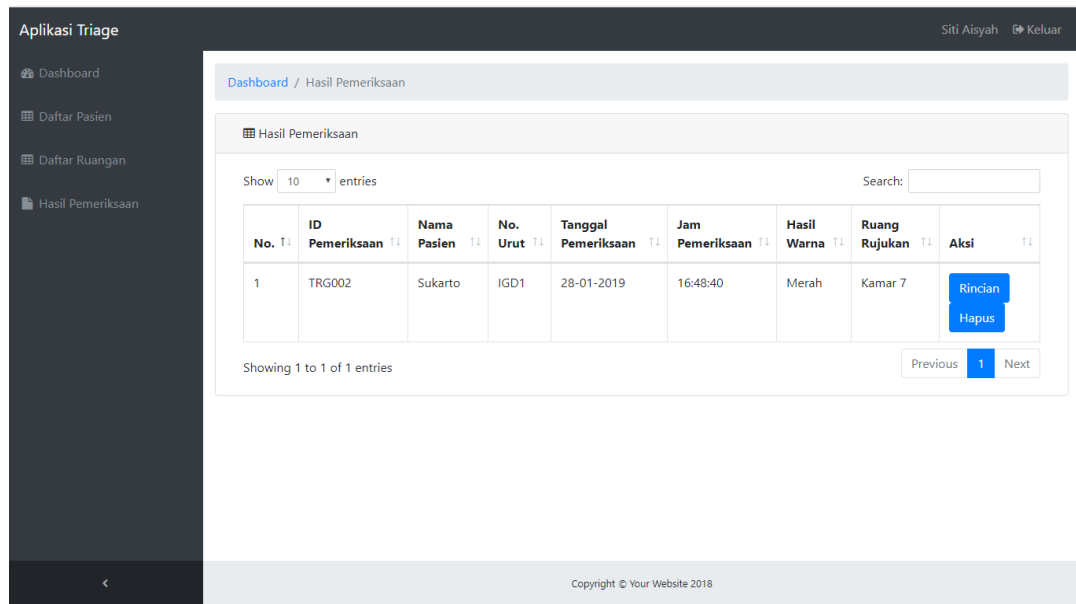 Aplikasi Triage
Siti Aisyah Keluar
Dashboard
Daftar Pasien
Daftar Ruangan
Hasil Pemeriksaan
Dashboard / Hasil Pemeriksaan
Hasil Pemeriksaan
Show 10 entries
Search:
No. ID Pemeriksaan Nama Pasien No. Urut Tanggal Pemeriksaan Jam Pemeriksaan Hasil Warna Ruang Rujukan Aksi
1 TRG002 Sukarto IGD1 28-01-2019 16:48:40 Merah Kamar 7 Rincian
Hapus
Showing 1 to 1 of 1 entries
Previous 1 Next
Copyright © Your Website 2018